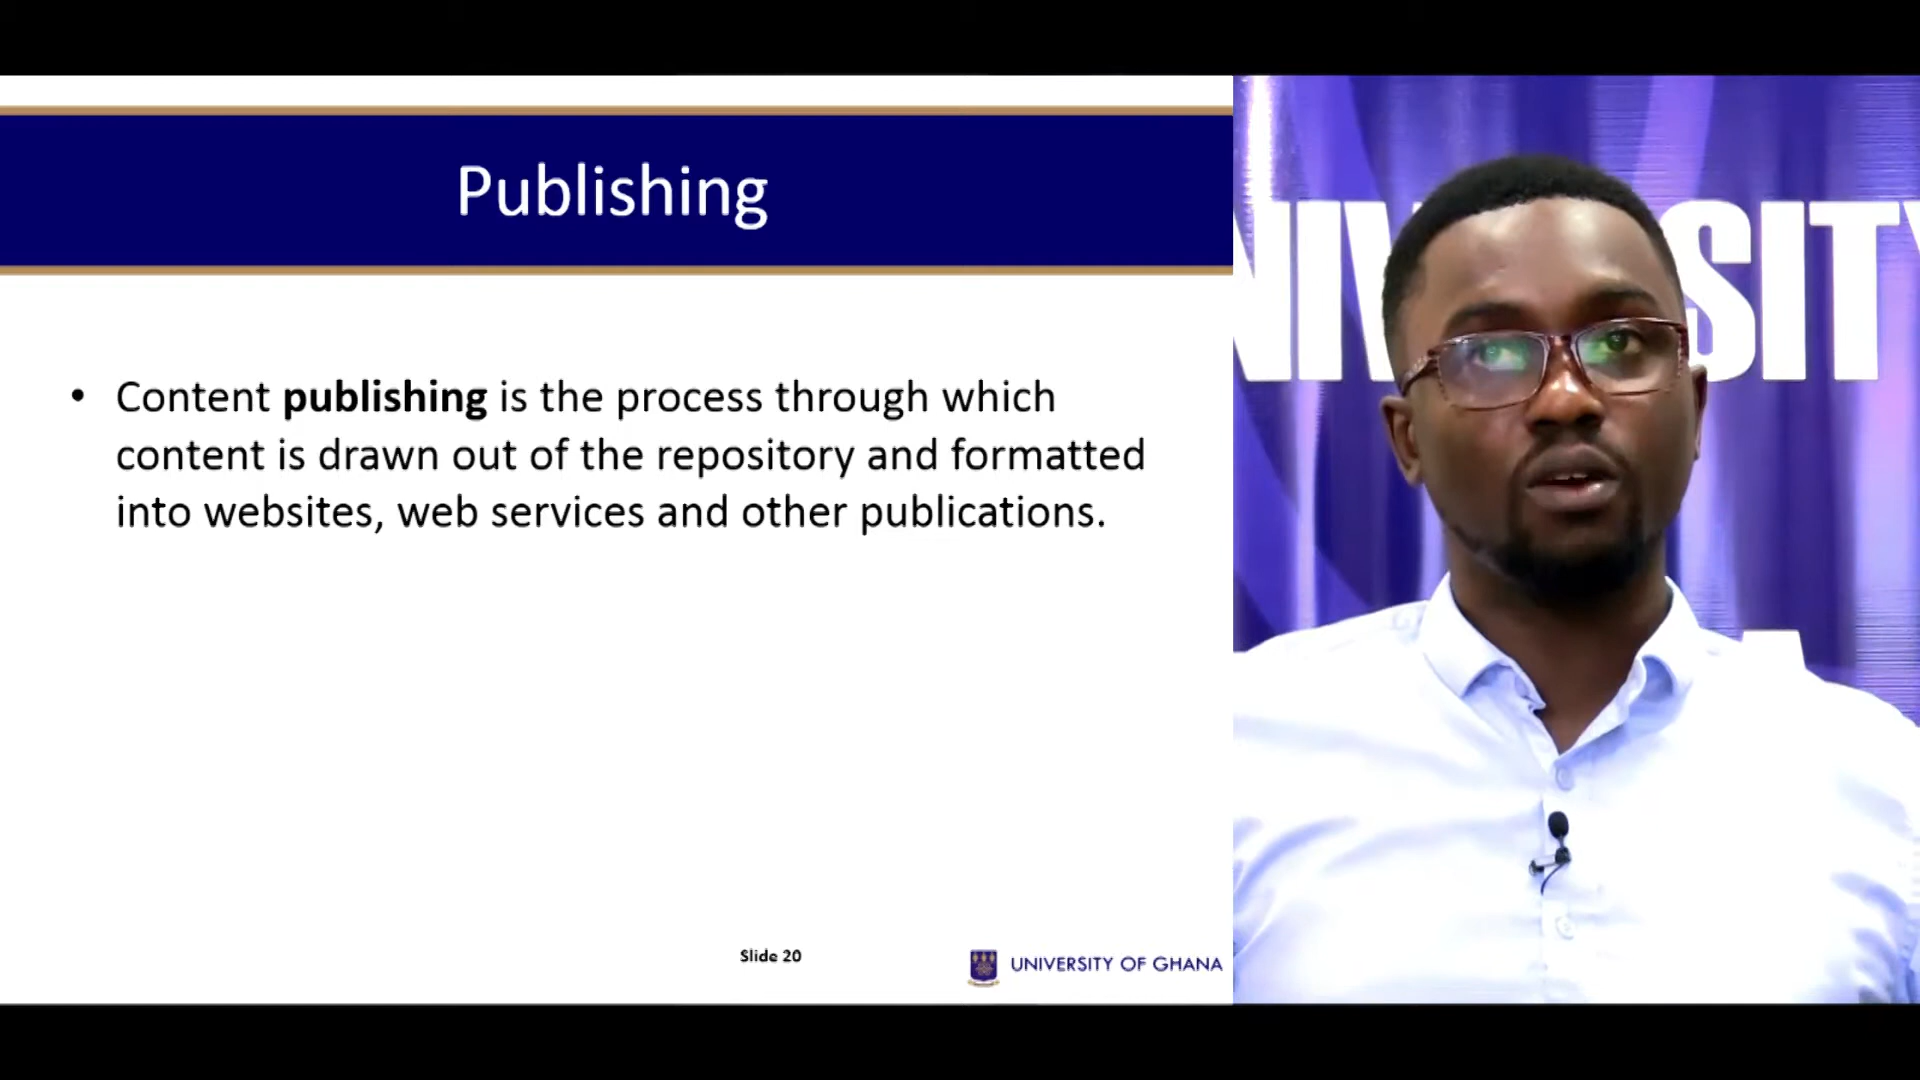 Publishing
• Content publishing is the process through which
content is drawn out of the repository and formatted
into websites, web services and other publications.
Slide 20
UNIVERSITY OF GHANA
NIVERSITY